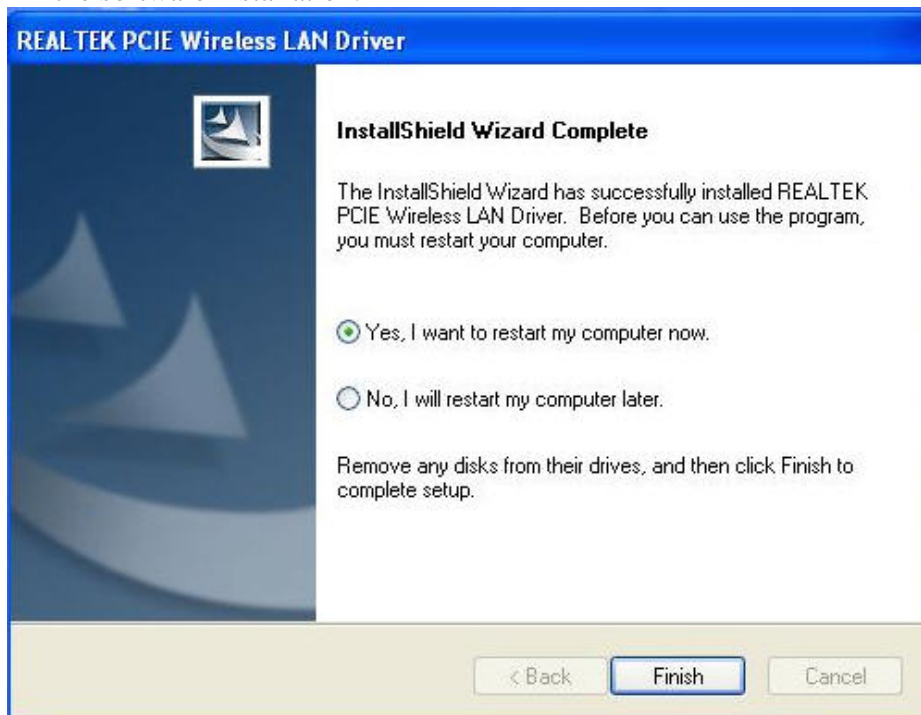 REALTEK PCIE Wireless LAN Driver
InstallShield Wizard Complete
The InstallShield Wizard has successfully installed REALTEK
PCIE Wireless LAN Driver.  Before you can use the program,
you must restart your computer.
Yes, I want to restart my computer now.
No, I will restart my computer later.
Remove any disks from their drives, and then click Finish to
complete setup.
< Back
Finish
Cancel